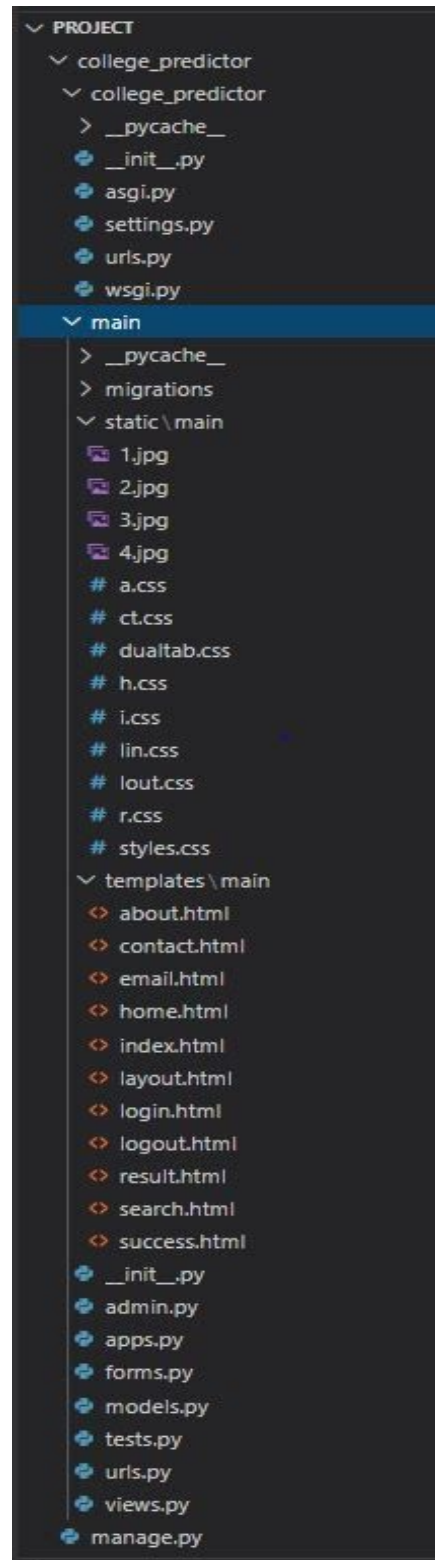 PROJECT
college_predictor
college_predictor
__pycache__
__init__.py
asgi.py
settings.py
urls.py
wsgi.py
main
__pycache__
migrations
static\main
1.jpg
2.jpg
3.jpg
4.jpg
# a.css
# ct.css
# dualtab.css
# h.css
# i.css
# lin.css
# lout.css
# r.css
# styles.css
templates\main
<> about.html
<> contact.html
<> email.html
<> home.html
<> index.html
<> layout.html
<> login.html
<> logout.html
<> result.html
<> search.html
<> success.html
__init__.py
admin.py
apps.py
forms.py
models.py
tests.py
urls.py
views.py
manage.py